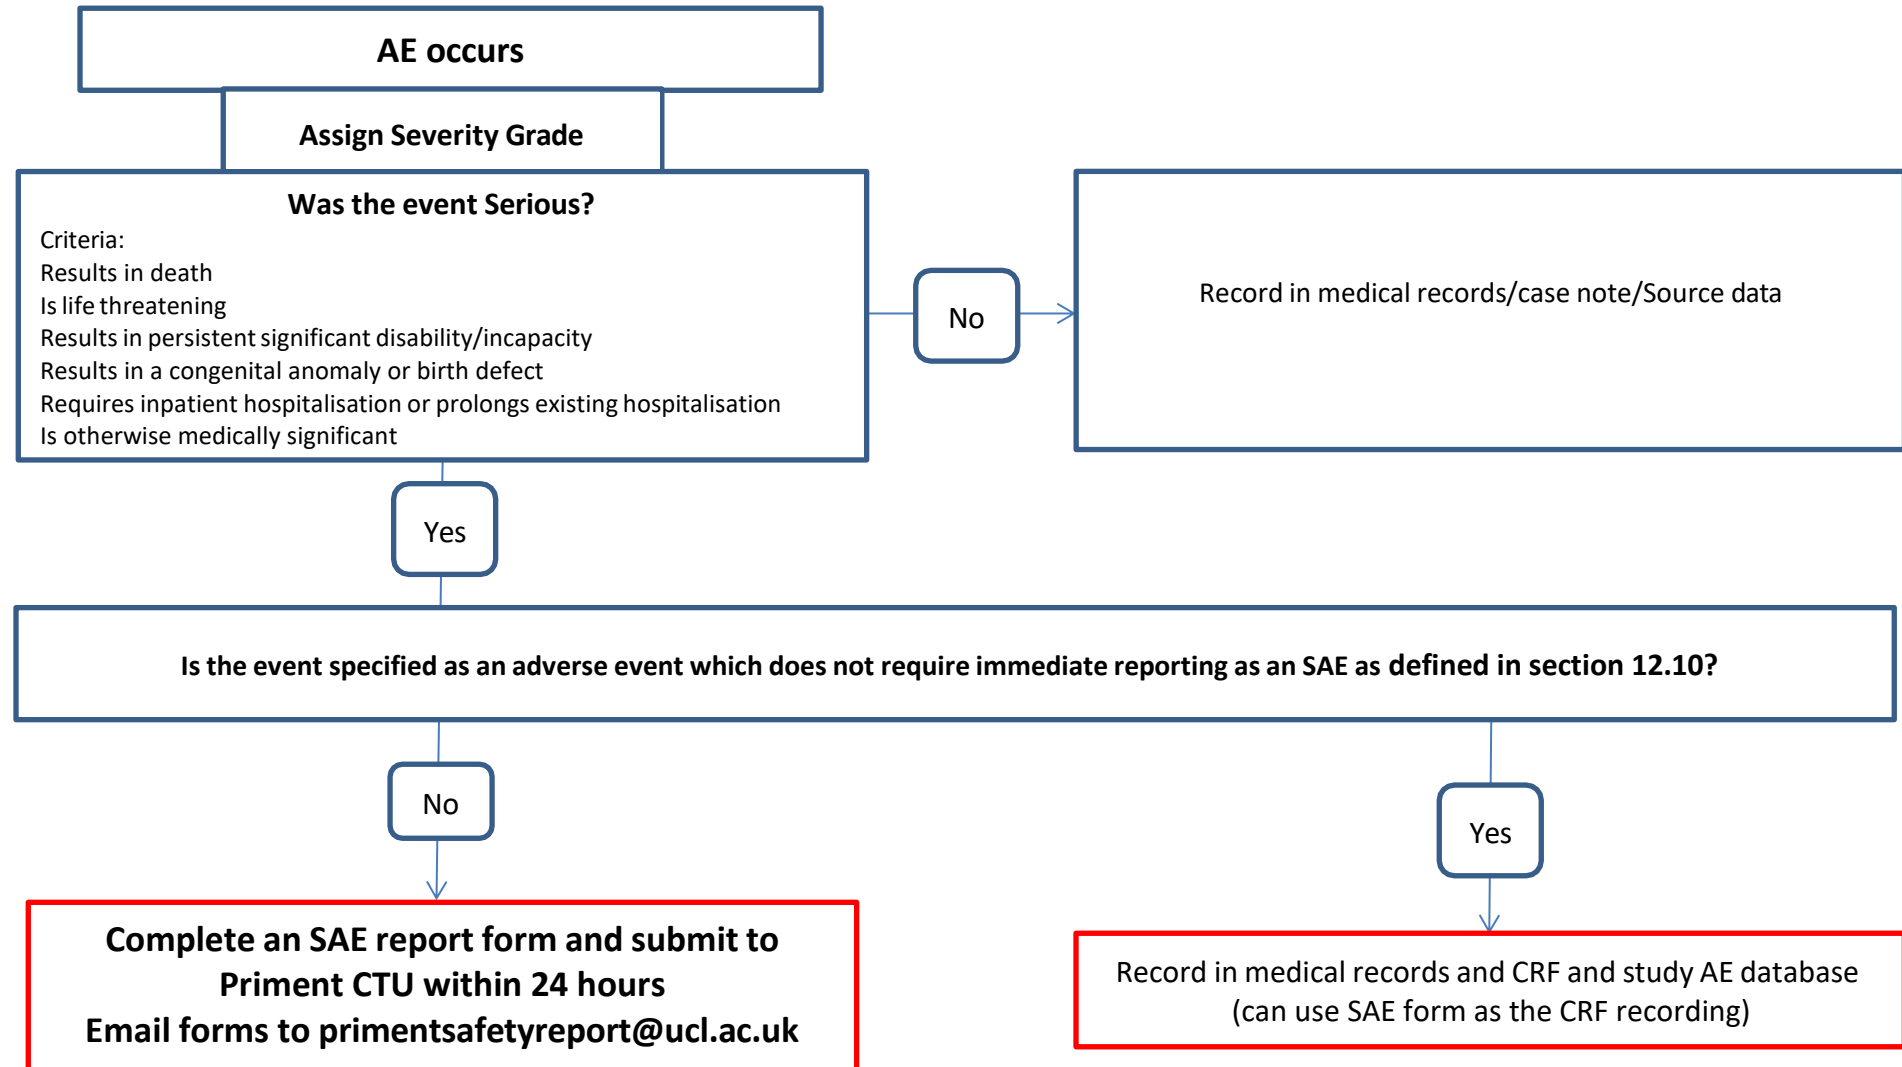 AE occurs
Assign Severity Grade
Was the event Serious?
Criteria:
Results in death
Is life threatening
Results in persistent significant disability/incapacity
Results in a congenital anomaly or birth defect
Requires inpatient hospitalisation or prolongs existing hospitalisation
Is otherwise medically significant
No
Record in medical records/case note/Source data
Yes
Is the event specified as an adverse event which does not require immediate reporting as an SAE as defined in section 12.10?
No
Yes
Complete an SAE report form and submit to
Priment CTU within 24 hours
Email forms to primentsafetyreport@ucl.ac.uk
Record in medical records and CRF and study AE database
(can use SAE form as the CRF recording)